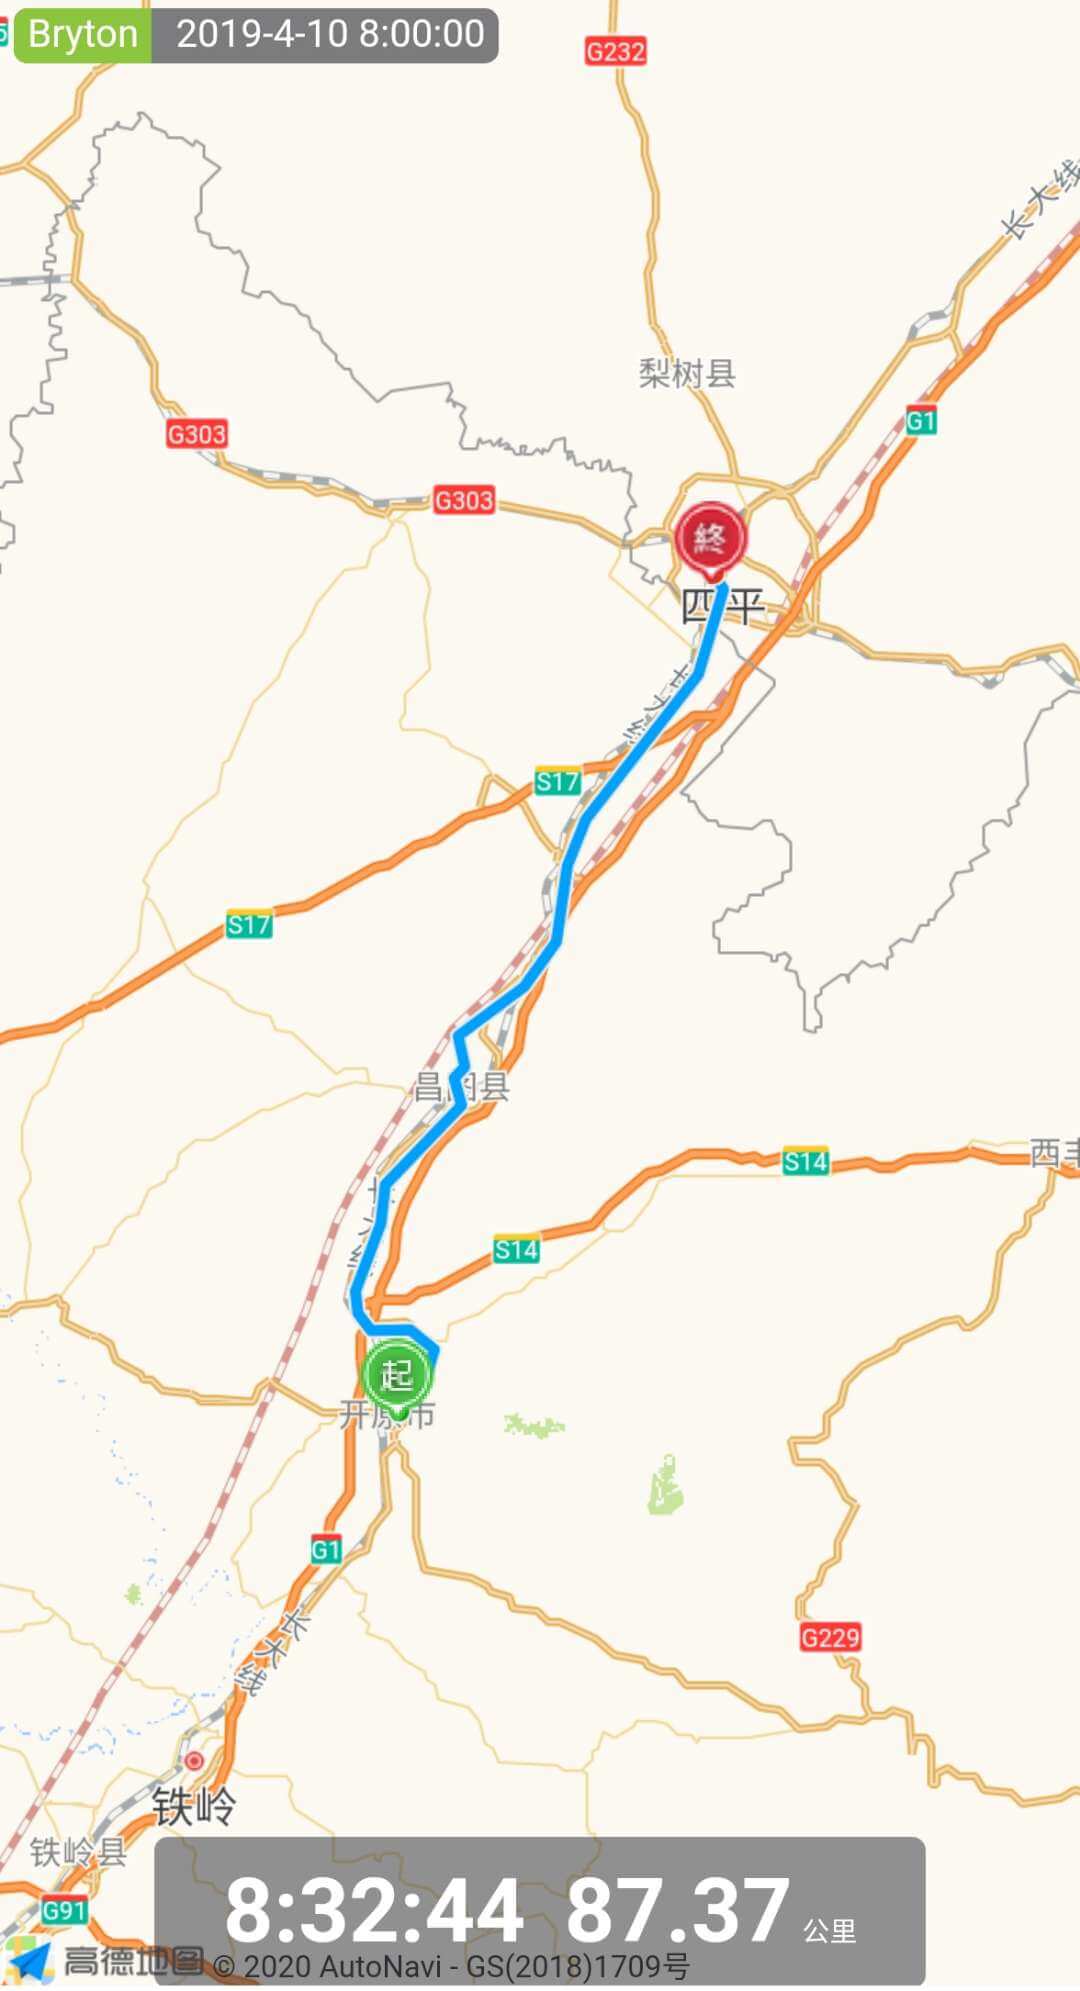 Bryton 2019-4-10 8:00:00
G232
长大线
梨树县
G1
G303
G303
終
四平
S17
S17
昌图县
西丰
S14
S14
起
开原市
G1
长大线
G229
铁岭
铁岭县
G91
8:32:44 87.37 公里
高德地图 © 2020 AutoNavi - GS(2018)1709号